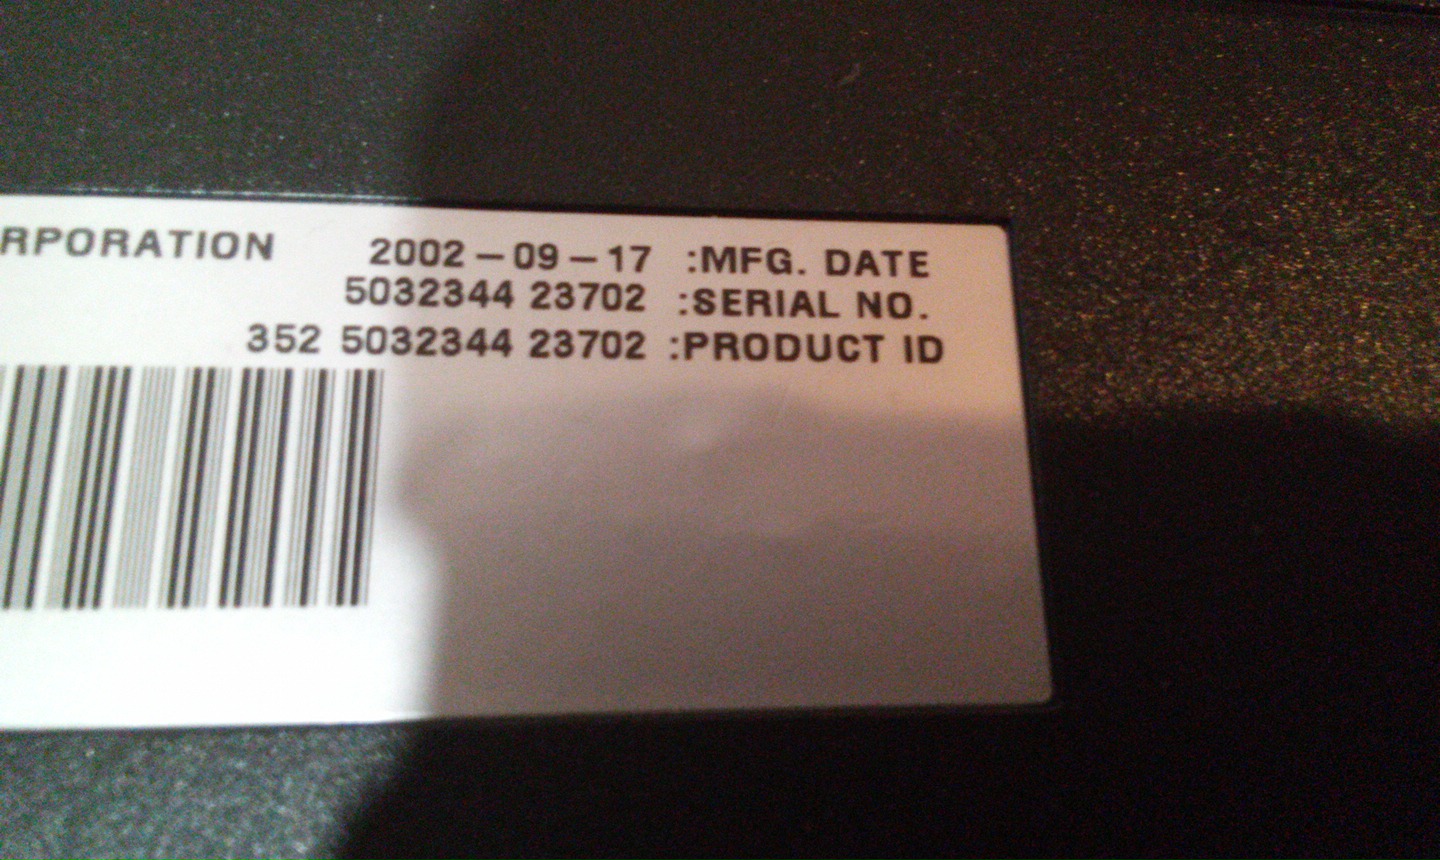 RPORATION 2002-09-17 :MFG. DATE
5032344 23702 :SERIAL NO.
352 5032344 23702 :PRODUCT ID